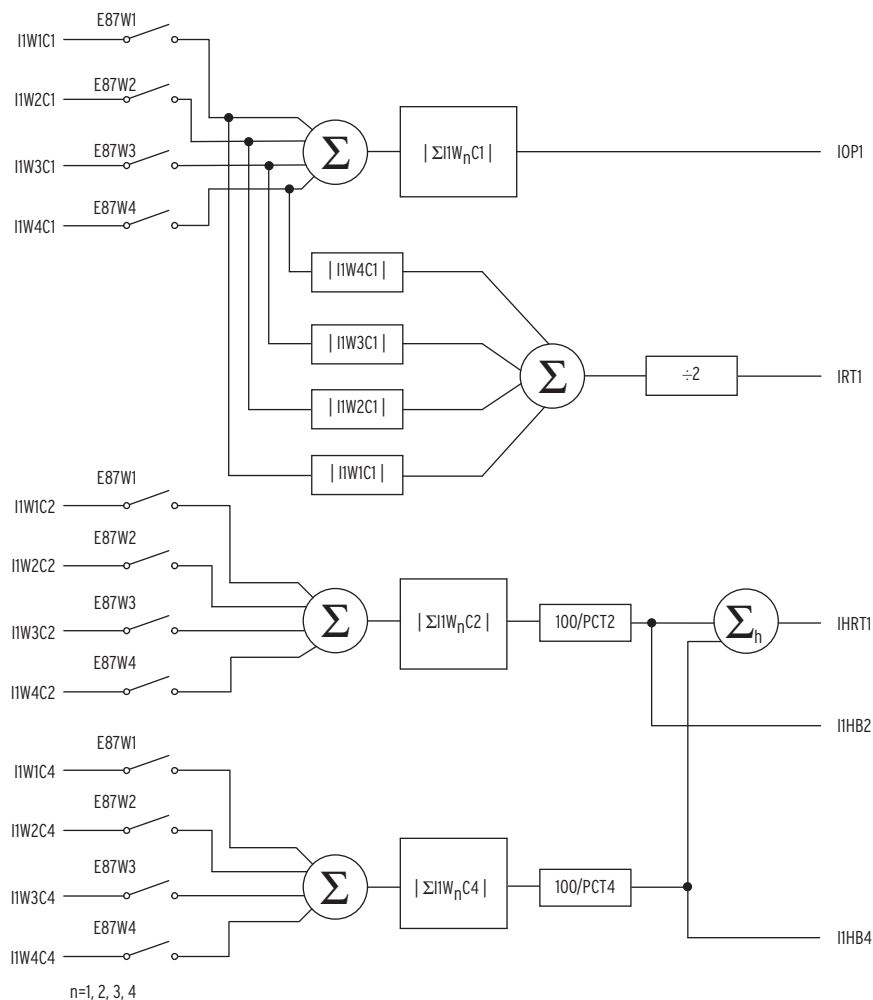 E87W1
I1W1C1
E87W2
I1W2C1
E87W3
I1W3C1
E87W4
I1W4C1
Σ
| ΣI1WnC1 |
IOP1
| I1W4C1 |
| I1W3C1 |
| I1W2C1 |
| I1W1C1 |
Σ
÷2
IRT1
E87W1
I1W1C2
E87W2
I1W2C2
E87W3
I1W3C2
E87W4
I1W4C2
Σ
| ΣI1WnC2 |
100/PCT2
Σh
IHRT1
I1HB2
E87W1
I1W1C4
E87W2
I1W2C4
E87W3
I1W3C4
E87W4
I1W4C4
Σ
| ΣI1WnC4 |
100/PCT4
I1HB4
n=1, 2, 3, 4